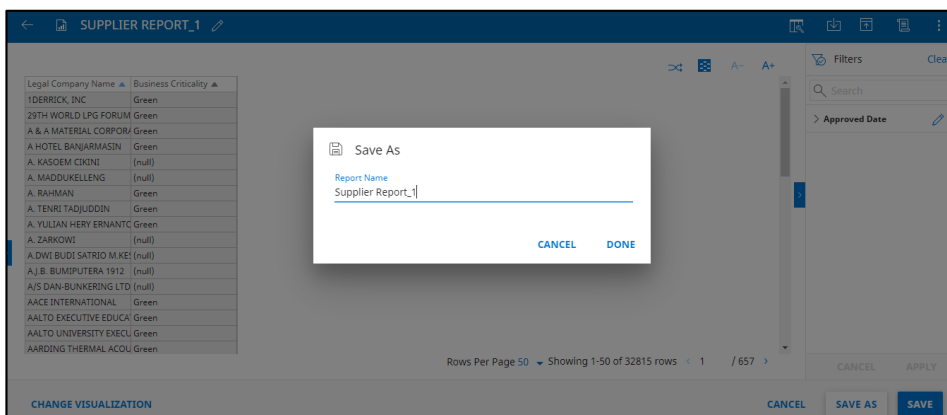 SUPPLIER REPORT_1
A- A+
Filters Clea
Search
Approved Date
Legal Company Name Business Criticality
1DERRICK, INC Green
29TH WORLD LPG FORUM Green
A & A MATERIAL CORPORA Green
A HOTEL BANJARMASIN Green
A. KASOEM CIKINI (null)
A. MADDUKELLENG (null)
A. RAHMAN Green
A. TENRI TADJUDDIN Green
A. YULIAN HERY ERNANTO Green
A. ZARKOWI (null)
A.DWI BUDI SATRIO M.KES (null)
A.J.B. BUMIPUTERA 1912 (null)
A/S DAN-BUNKERING LTD (null)
AACE INTERNATIONAL Green
AALTO EXECUTIVE EDUCA Green
AALTO UNIVERSITY EXECU Green
AARDING THERMAL ACOU Green
Save As
Report Name
Supplier Report_1
CANCEL DONE
Rows Per Page 50 Showing 1-50 of 32815 rows < 1 / 657 >
CANCEL APPLY
CHANGE VISUALIZATION CANCEL SAVE AS SAVE